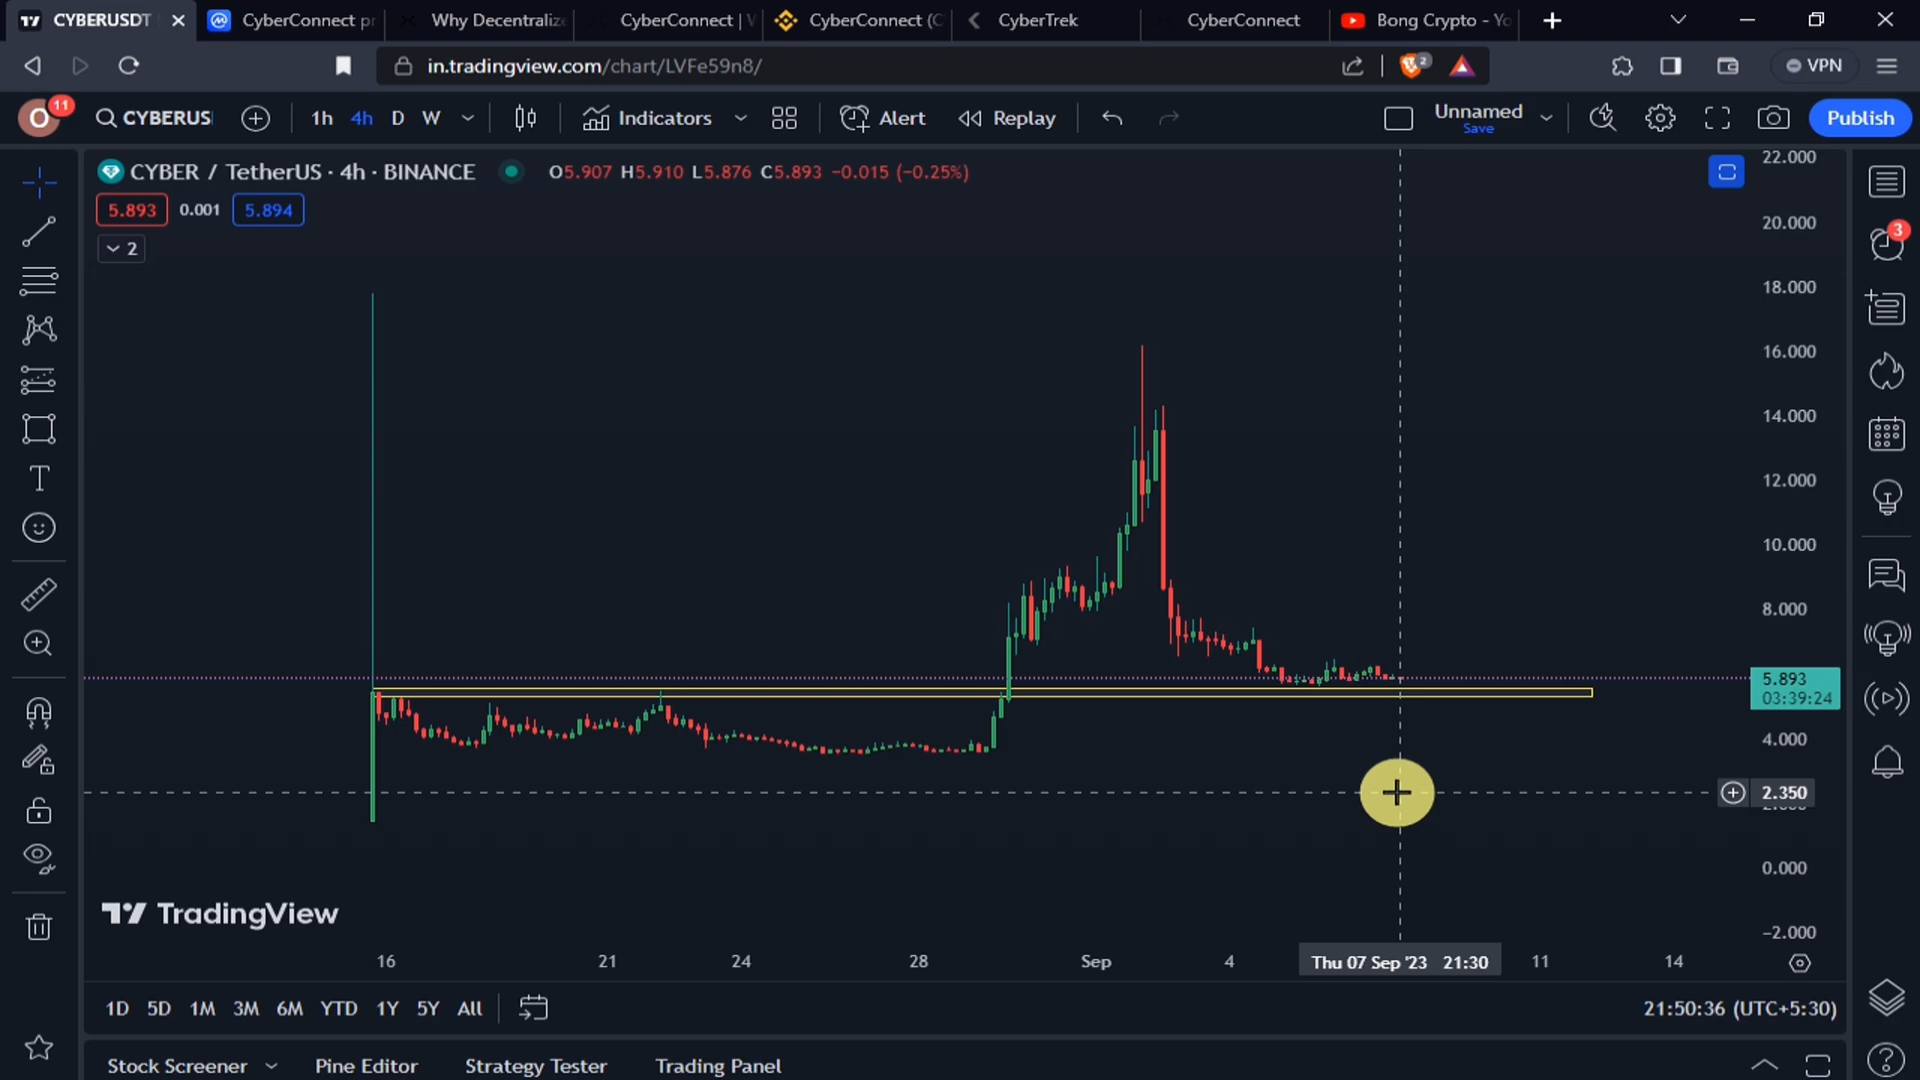 CYBERUSDT
CyberConnect pr
Why Decentralize
CyberConnect | V
CyberConnect (C
CyberTrek
CyberConnect
Bong Crypto - Yo
in.tradingview.com/chart/LVFe59n8/
2
VPN
O
11
CYBERUS
1h
4h
D
W
Indicators
Alert
Replay
Unnamed
Save
Publish
CYBER / TetherUS · 4h · BINANCE
O5.907 H5.910 L5.876 C5.893 −0.015 (−0.25%)
5.893
0.001
5.894
2
22.000
20.000
18.000
16.000
14.000
12.000
10.000
8.000
5.893
03:39:24
4.000
2.350
0.000
−2.000
3
TradingView
16
21
24
28
Sep
4
Thu 07 Sep '23 21:30
11
14
1D
5D
1M
3M
6M
YTD
1Y
5Y
All
21:50:36 (UTC+5:30)
Stock Screener
Pine Editor
Strategy Tester
Trading Panel